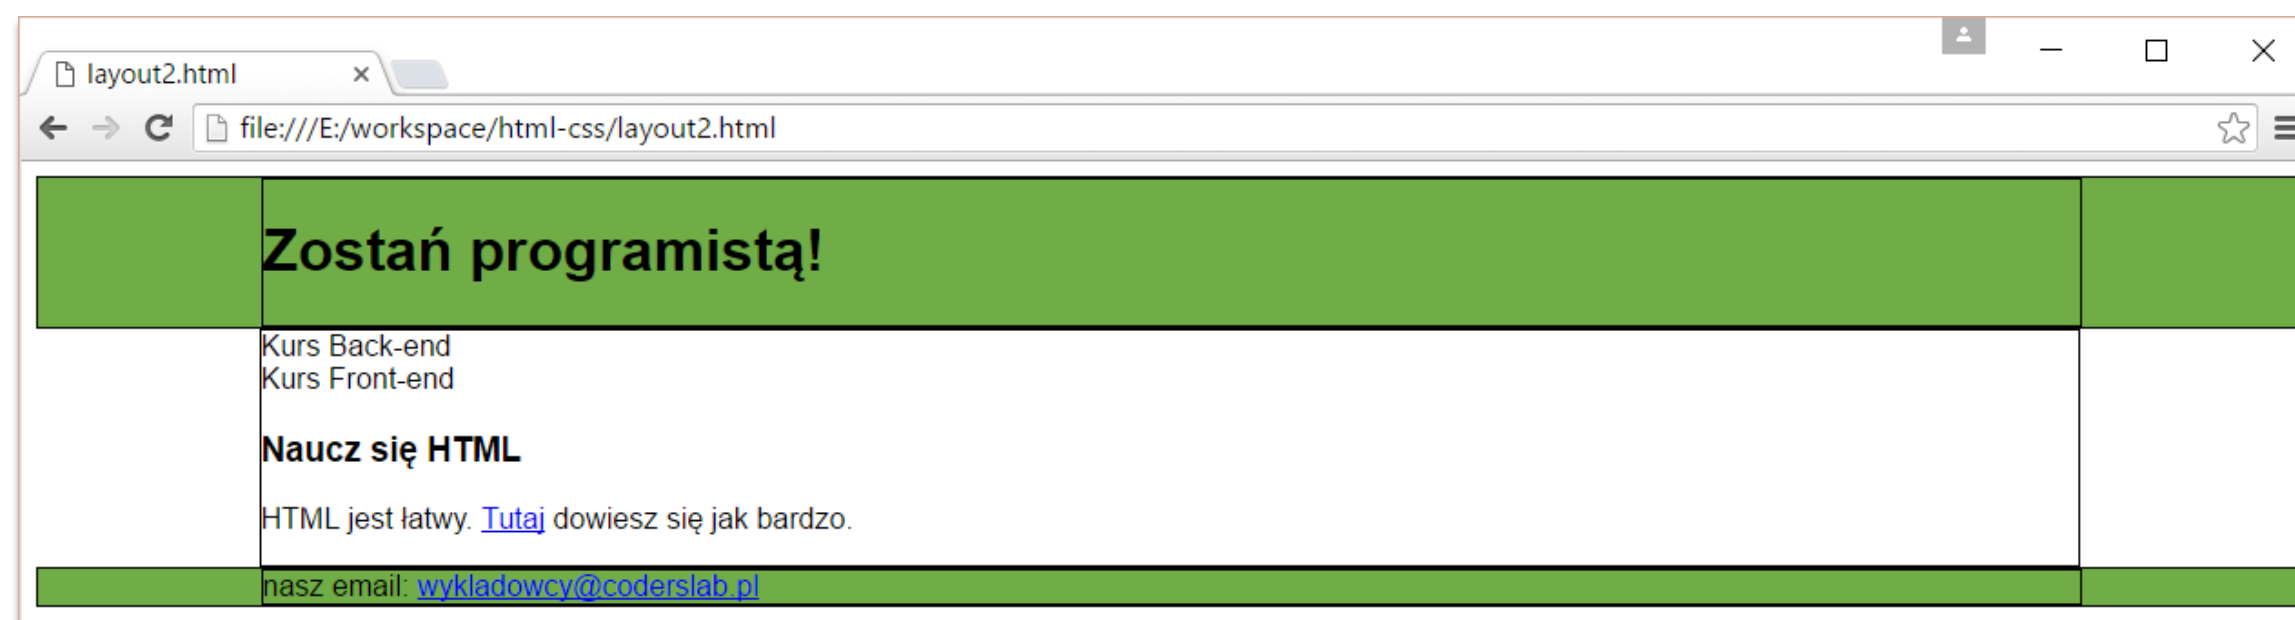 layout2.html
file:///E:/workspace/html-css/layout2.html
Zostań programistą!
Kurs Back-end
Kurs Front-end
Naucz się HTML
HTML jest łatwy. Tutaj dowiesz się jak bardzo.
nasz email: wykladowcy@coderslab.pl